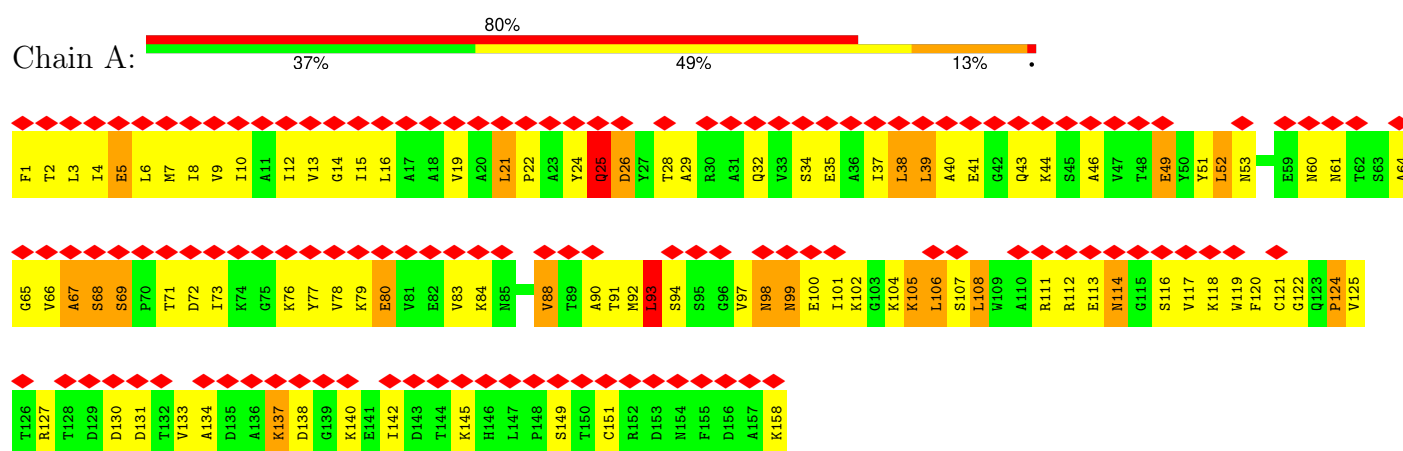 80%
Chain A:
37% 49% 13% •
F1 T2 L3 I4 E5 L6 M7 I8 V9 I10 A11 I12 V13 G14 I15 L16 A17 A18 V19 A20 L21 P22 A23 Y24 Q25 D26 Y27 T28 A29 R30 A31 Q32 V33 S34 E35 A36 I37 L38 L39 A40 E41 G42 Q43 K44 S45 A46 V47 T48 E49 Y50 Y51 L52 N53 E59 N60 N61 T62 S63 A64
G65 V66 A67 S68 S69 P70 T71 D72 I73 K74 G75 K76 Y77 V78 K79 E80 V81 E82 V83 K84 N85 V88 T89 A90 T91 M92 L93 S94 S95 G96 V97 N98 N99 E100 I101 K102 G103 K104 K105 L106 S107 L108 W109 A110 R111 R112 E113 N114 G115 S116 V117 K118 W119 F120 C121 G122 Q123 P124 V125
T126 R127 T128 D129 D130 D131 T132 V133 A134 D135 A136 K137 D138 G139 K140 E141 I142 D143 T144 K145 H146 L147 P148 S149 T150 C151 R152 D153 N154 F155 D156 A157 K158